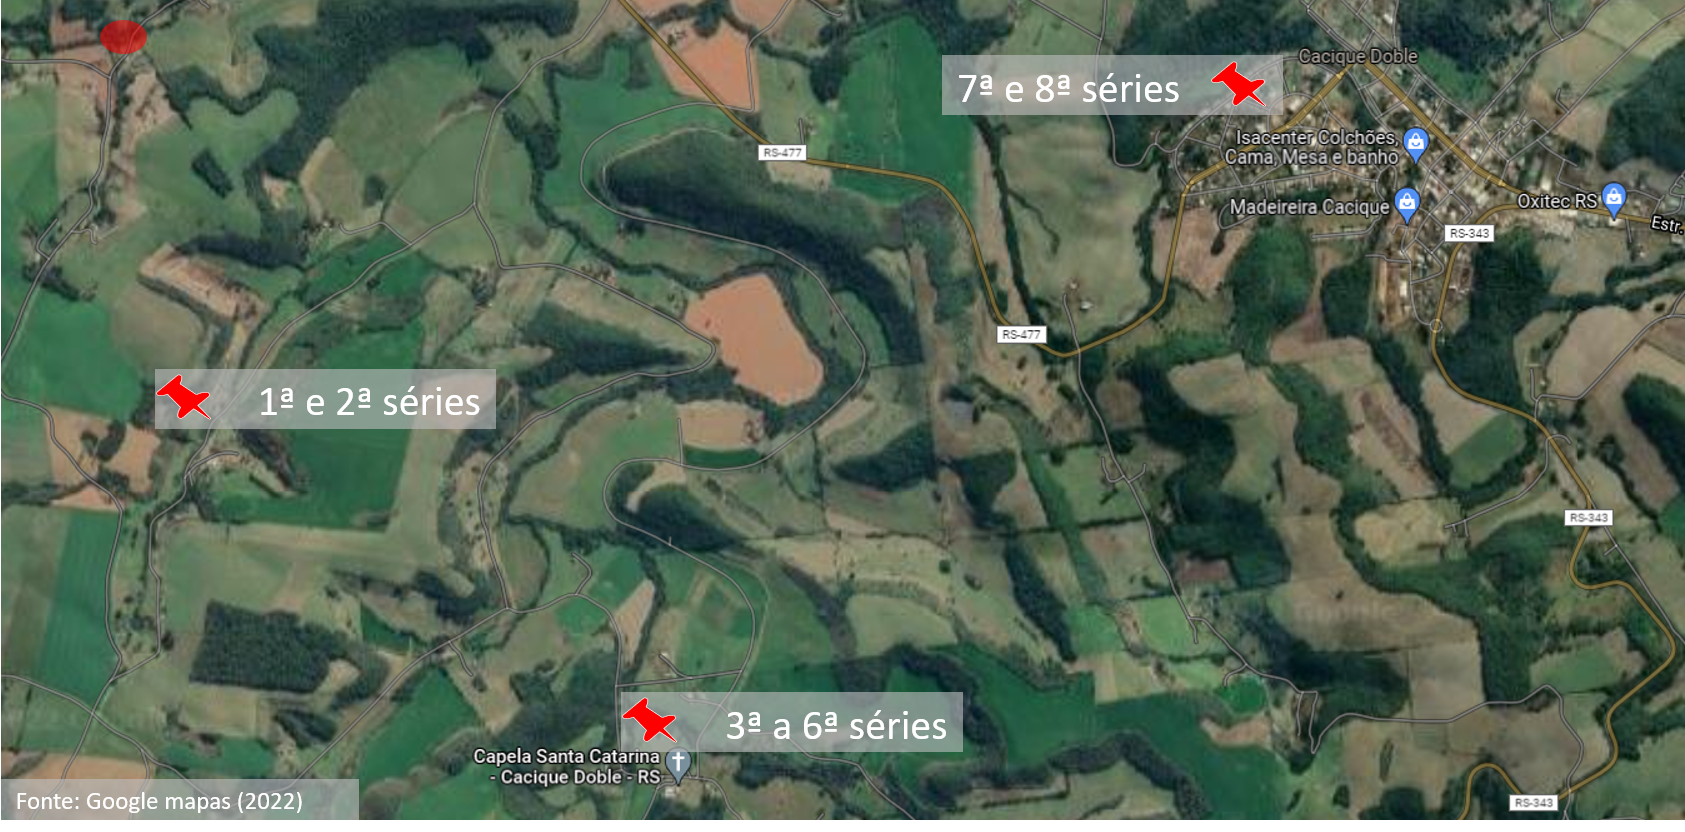 Cacique Doble
7ª e 8ª séries
Isacenter Colchões,
Cama, Mesa e banho
RS-477
Madeireira Cacique
Oxitec RS
Estr.
RS-343
RS-477
1ª e 2ª séries
RS-343
3ª a 6ª séries
Capela Santa Catarina
- Cacique Doble - RS
Fonte: Google mapas (2022)
RS-343